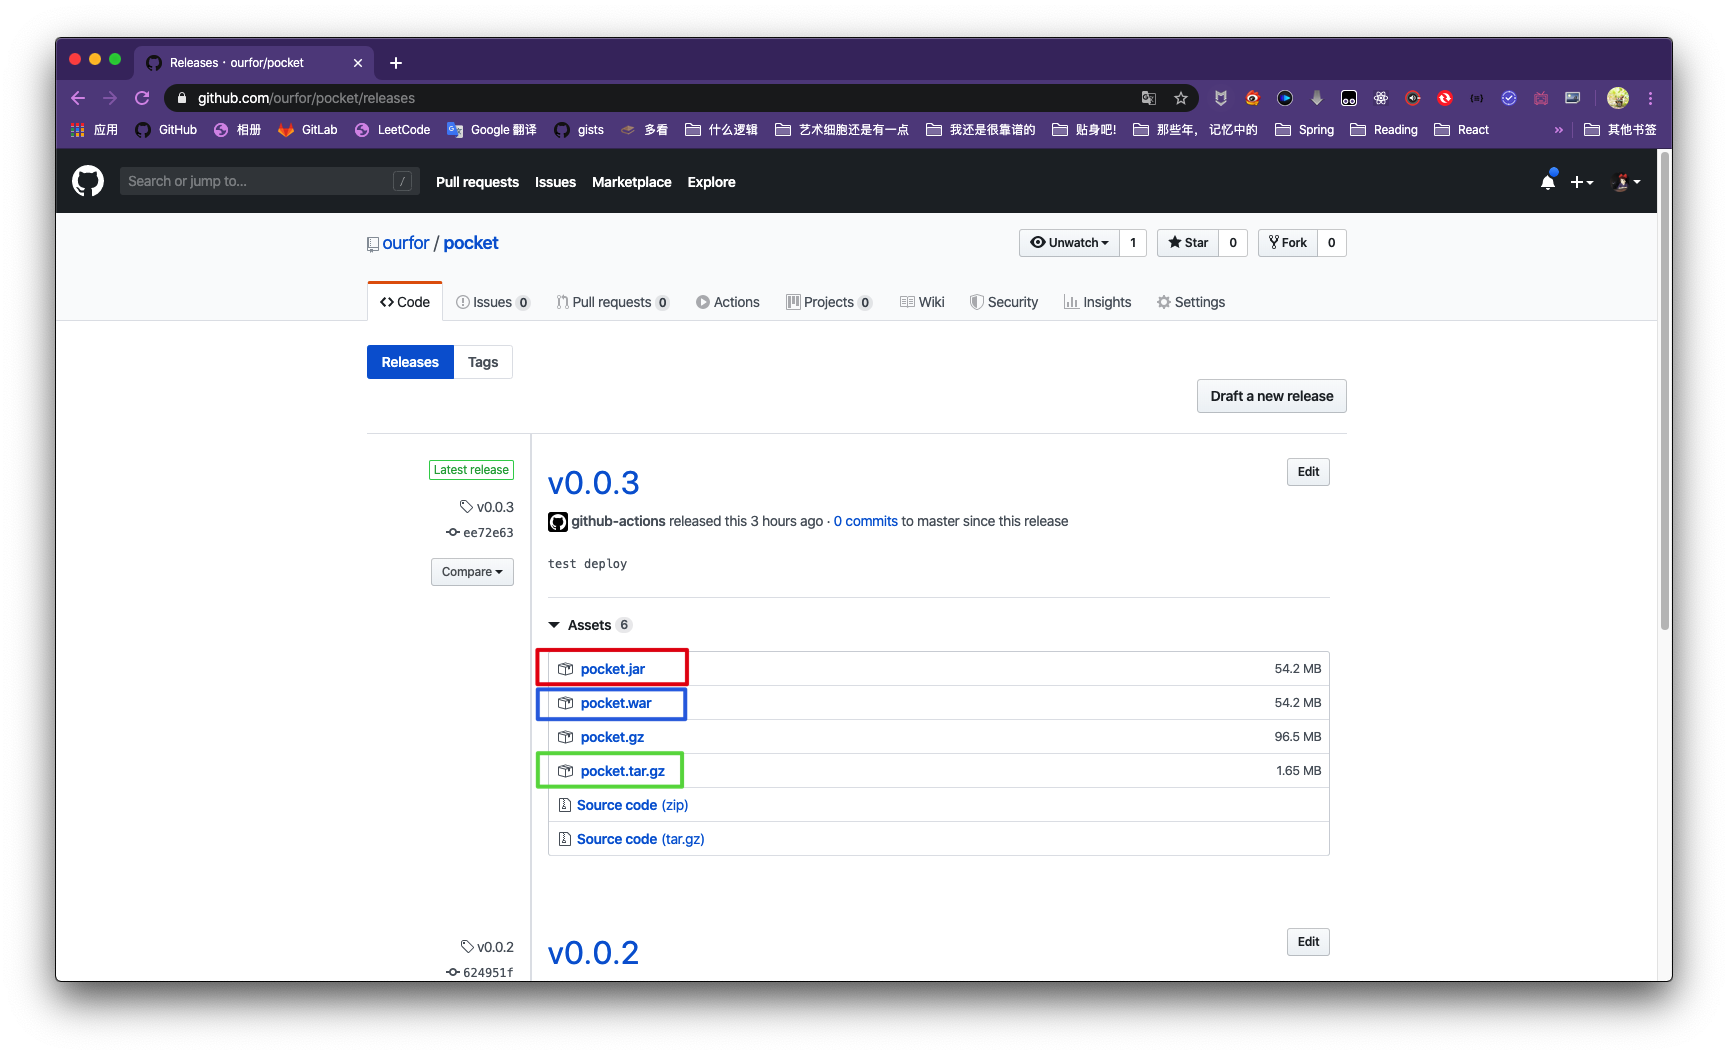 Releases · ourfor/pocket
github.com/ourfor/pocket/releases
应用 GitHub 相册 GitLab LeetCode Google 翻译 gists 多看 什么逻辑 艺术细胞还是有一点 我还是很靠谱的 贴身吧! 那些年，记忆中的 Spring Reading React » 其他书签
Search or jump to... / Pull requests Issues Marketplace Explore
ourfor / pocket Unwatch 1 Star 0 Fork 0
Code Issues 0 Pull requests 0 Actions Projects 0 Wiki Security Insights Settings
Releases Tags
Draft a new release
Latest release
v0.0.3
ee72e63
Compare
v0.0.3 Edit
github-actions released this 3 hours ago · 0 commits to master since this release
test deploy
Assets 6
pocket.jar 54.2 MB
pocket.war 54.2 MB
pocket.gz 96.5 MB
pocket.tar.gz 1.65 MB
Source code (zip)
Source code (tar.gz)
v0.0.2
624951f
v0.0.2 Edit